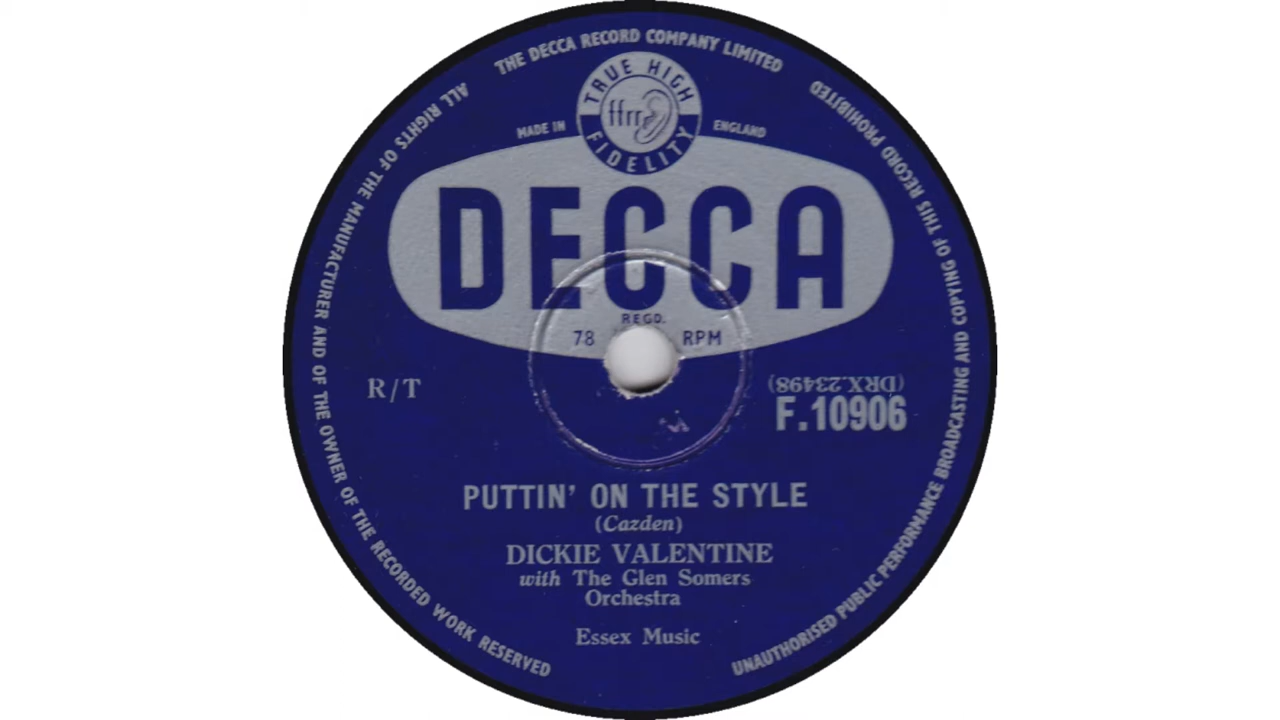 THE DECCA RECORD COMPANY LIMITED
ALL RIGHTS OF THE MANUFACTURER AND OF THE OWNER OF THE RECORDED WORK RESERVED
UNAUTHORISED PUBLIC PERFORMANCE BROADCASTING AND COPYING OF THIS RECORD PROHIBITED
TRUE HIGH
ffrr
FIDELITY
MADE IN ENGLAND
DECCA
REGD.
78 RPM
R/T
(DRX.23498)
F.10906
PUTTIN' ON THE STYLE
(Cazden)
DICKIE VALENTINE
with The Glen Somers
Orchestra
Essex Music